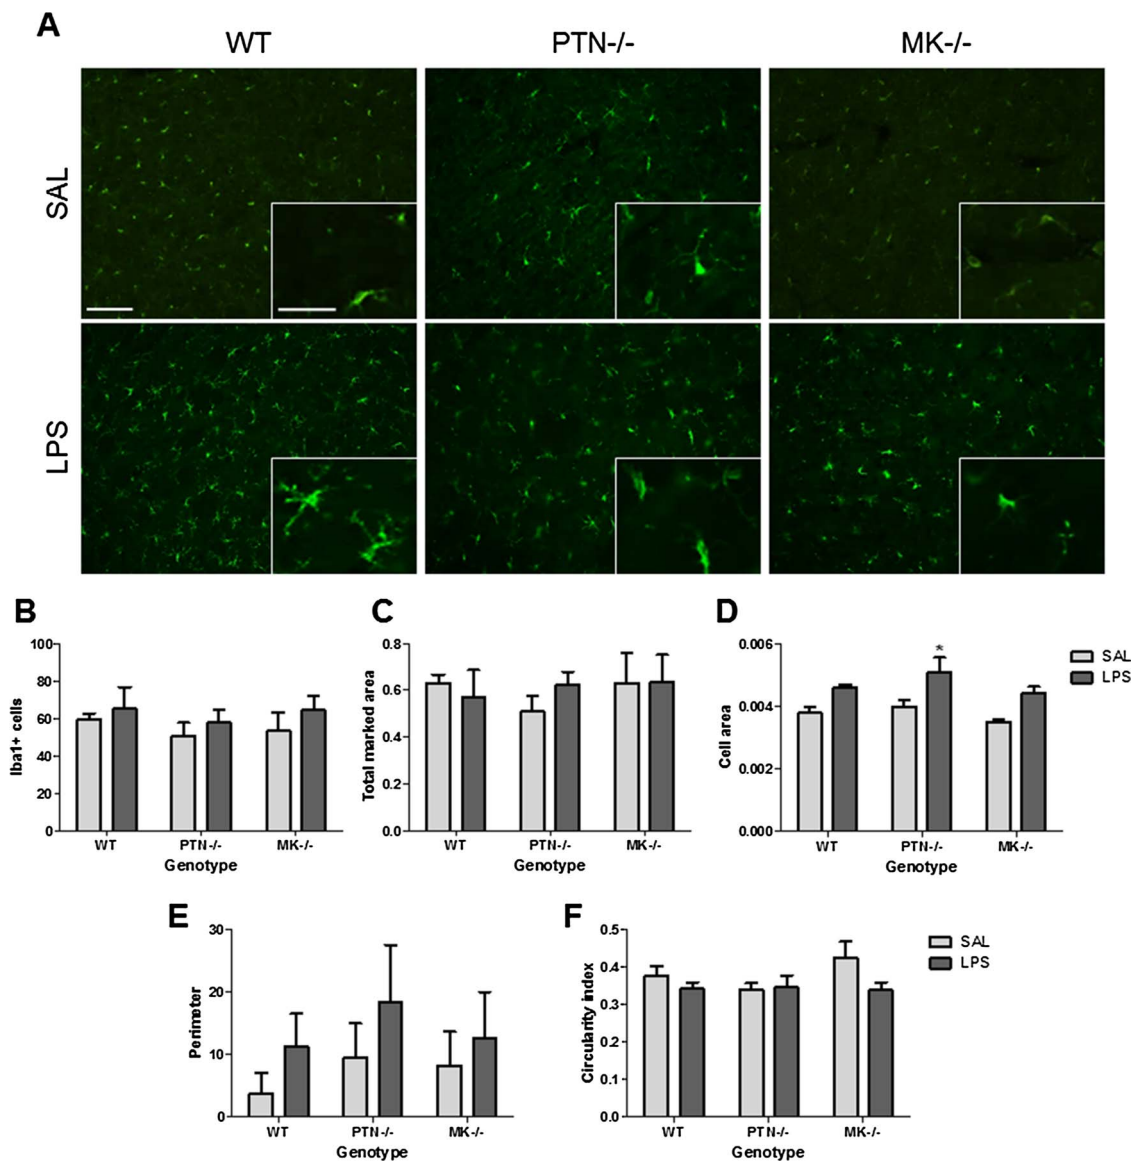 A
WT PTN-/- MK-/-
SAL
LPS
B
Iba1+ cells
100
80
60
40
20
0
WT PTN-/- MK-/-
Genotype
C
Total marked area
0.8
0.6
0.4
0.2
0.0
WT PTN-/- MK-/-
Genotype
D
Cell area
0.006
0.004
0.002
0.000
*
WT PTN-/- MK-/-
Genotype
SAL
LPS
E
Perimeter
30
20
10
0
WT PTN-/- MK-/-
Genotype
F
Circularity index
0.5
0.4
0.3
0.2
0.1
0.0
WT PTN-/- MK-/-
Genotype
SAL
LPS